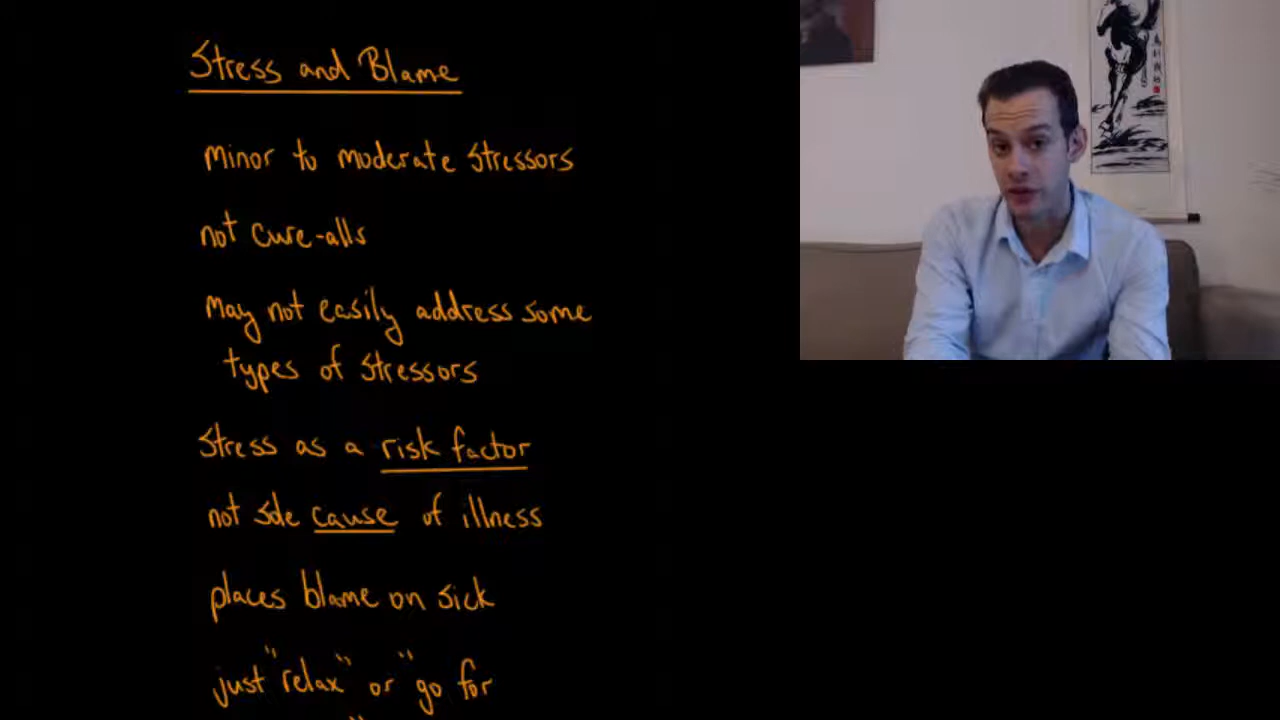 Stress and Blame
minor to moderate stressors
not cure-alls
may not easily address some
types of stressors
Stress as a risk factor
not sole cause of illness
places blame on sick
just "relax" or "go for